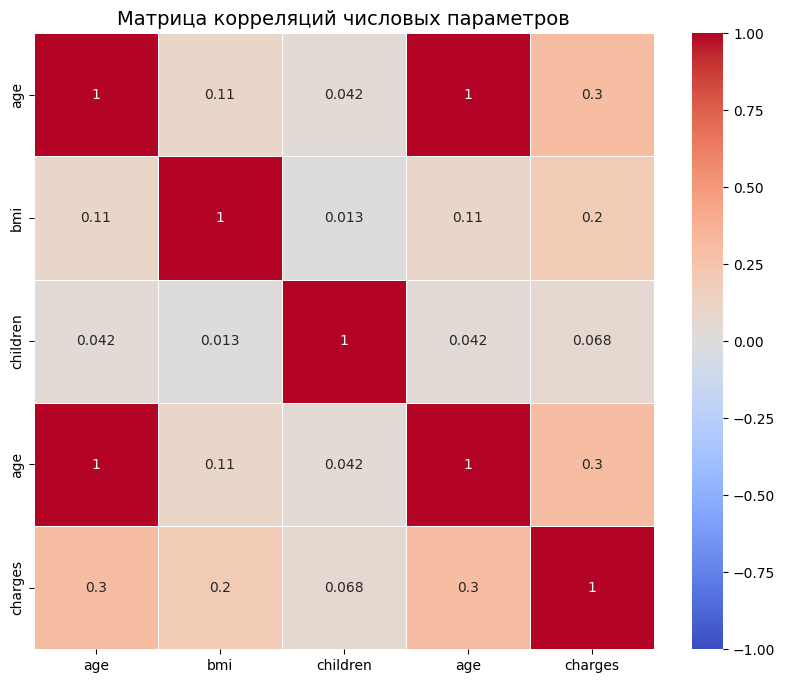 Матрица корреляций числовых параметров
age 1 0.11 0.042 1 0.3
bmi 0.11 1 0.013 0.11 0.2
children 0.042 0.013 1 0.042 0.068
age 1 0.11 0.042 1 0.3
charges 0.3 0.2 0.068 0.3 1
age bmi children age charges
1.00
0.75
0.50
0.25
0.00
−0.25
−0.50
−0.75
−1.00